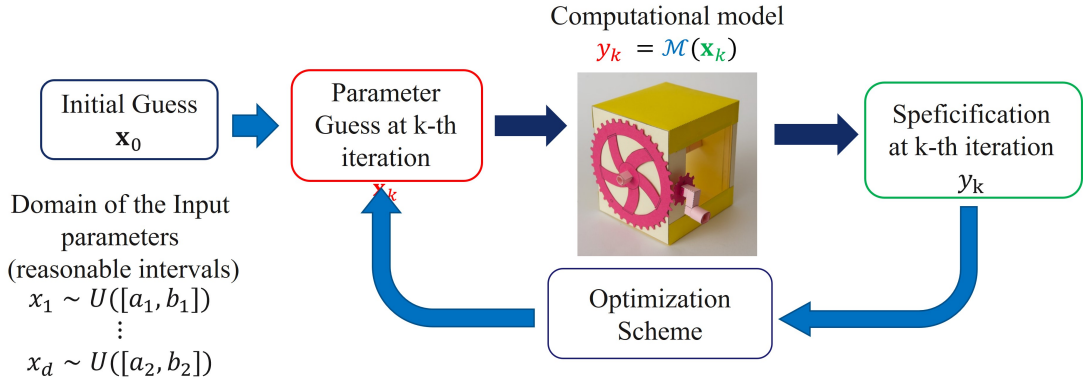 Computational model
y_k = ℳ(𝐱_k)
Initial Guess
𝐱_0
Parameter
Guess at k-th
iteration
𝐱_k
Speficification
at k-th iteration
y_k
Domain of the Input
parameters
(reasonable intervals)
x_1 ~ U([a_1, b_1])
⋮
x_d ~ U([a_2, b_2])
Optimization
Scheme